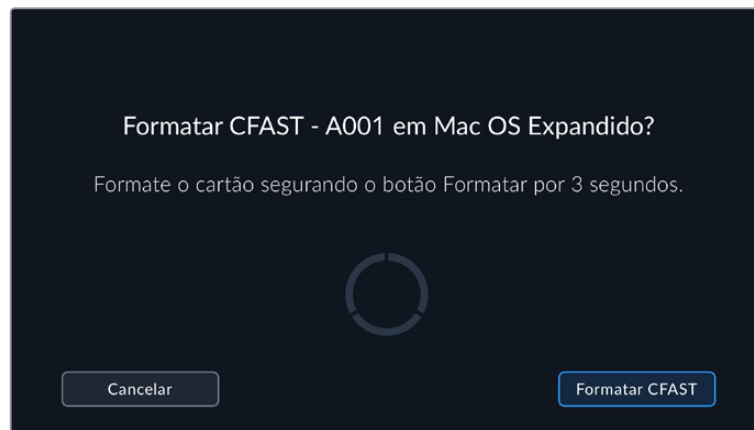 Formatar CFAST - A001 em Mac OS Expandido?
Formate o cartão segurando o botão Formatar por 3 segundos.
Cancelar
Formatar CFAST